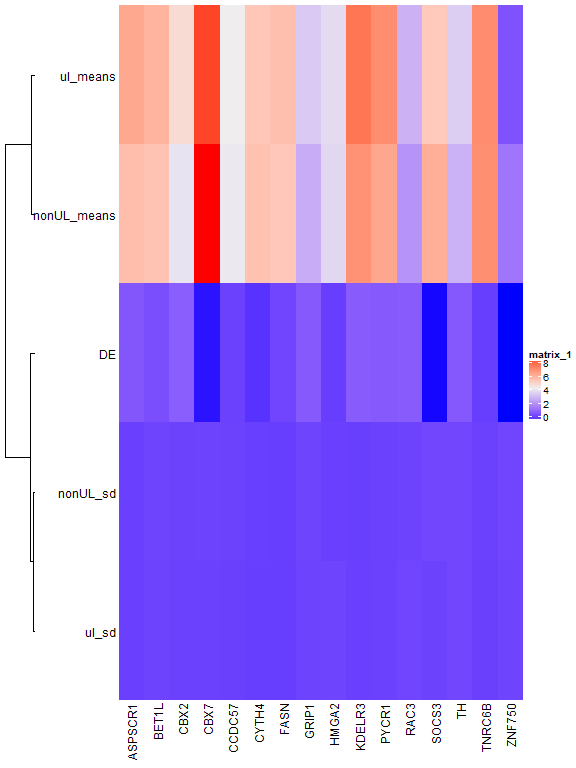 ul_means
nonUL_means
DE
nonUL_sd
ul_sd
matrix_1
8
6
4
2
0
ASPSCR1
BET1L
CBX2
CBX7
CCDC57
CYTH4
FASN
GRIP1
HMGA2
KDELR3
PYCR1
RAC3
SOCS3
TH
TNRC6B
ZNF750